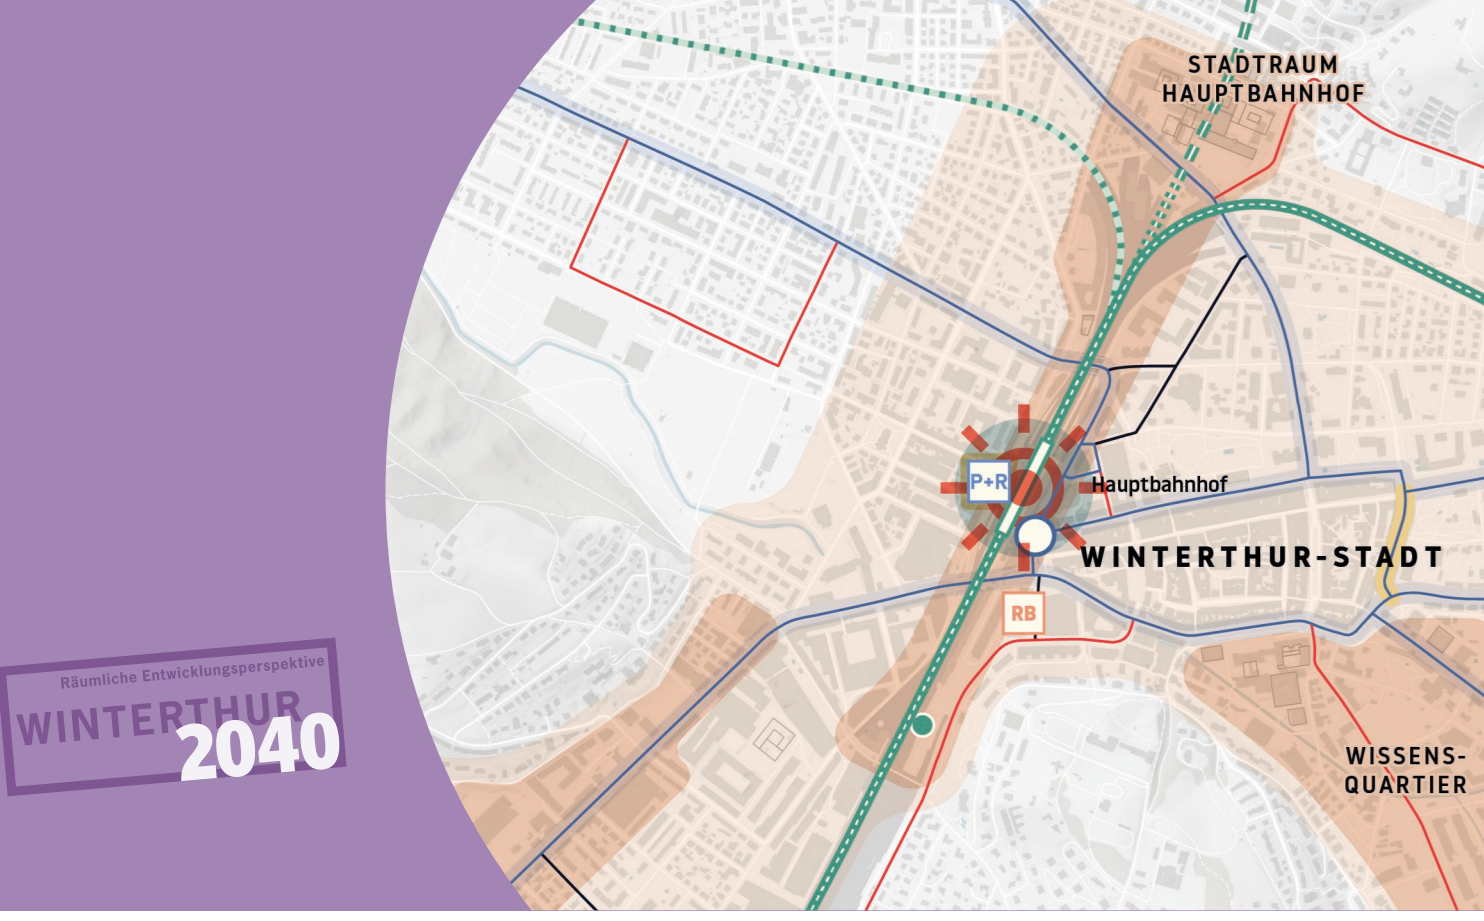 STADTRAUM
HAUPTBAHNHOF
P+R
Hauptbahnhof
WINTERTHUR-STADT
RB
Räumliche Entwicklungsperspektive
WINTERTHUR
2040
WISSENS-
QUARTIER